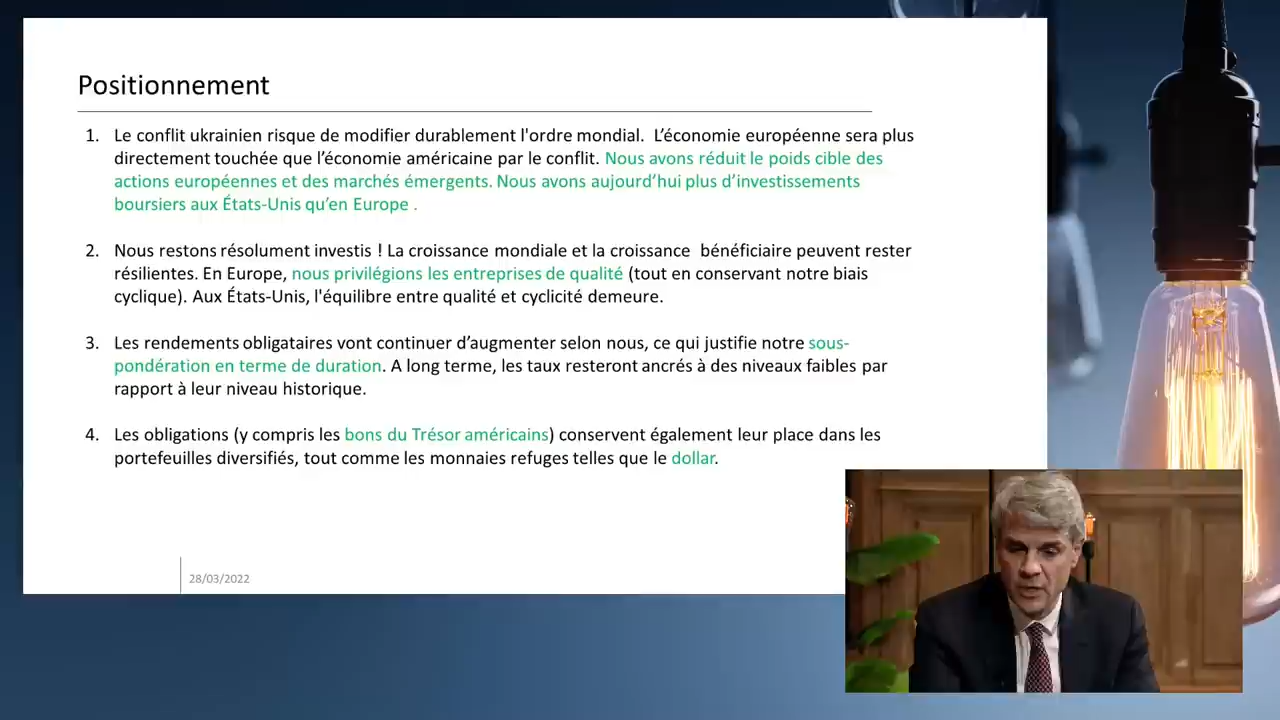 Positionnement
1. Le conflit ukrainien risque de modifier durablement l'ordre mondial.  L’économie européenne sera plus
directement touchée que l’économie américaine par le conflit. Nous avons réduit le poids cible des
actions européennes et des marchés émergents. Nous avons aujourd’hui plus d’investissements
boursiers aux États-Unis qu’en Europe .
2. Nous restons résolument investis ! La croissance mondiale et la croissance  bénéficiaire peuvent rester
résilientes. En Europe, nous privilégions les entreprises de qualité (tout en conservant notre biais
cyclique). Aux États-Unis, l'équilibre entre qualité et cyclicité demeure.
3. Les rendements obligataires vont continuer d’augmenter selon nous, ce qui justifie notre sous-
pondération en terme de duration. A long terme, les taux resteront ancrés à des niveaux faibles par
rapport à leur niveau historique.
4. Les obligations (y compris les bons du Trésor américains) conservent également leur place dans les
portefeuilles diversifiés, tout comme les monnaies refuges telles que le dollar.
28/03/2022